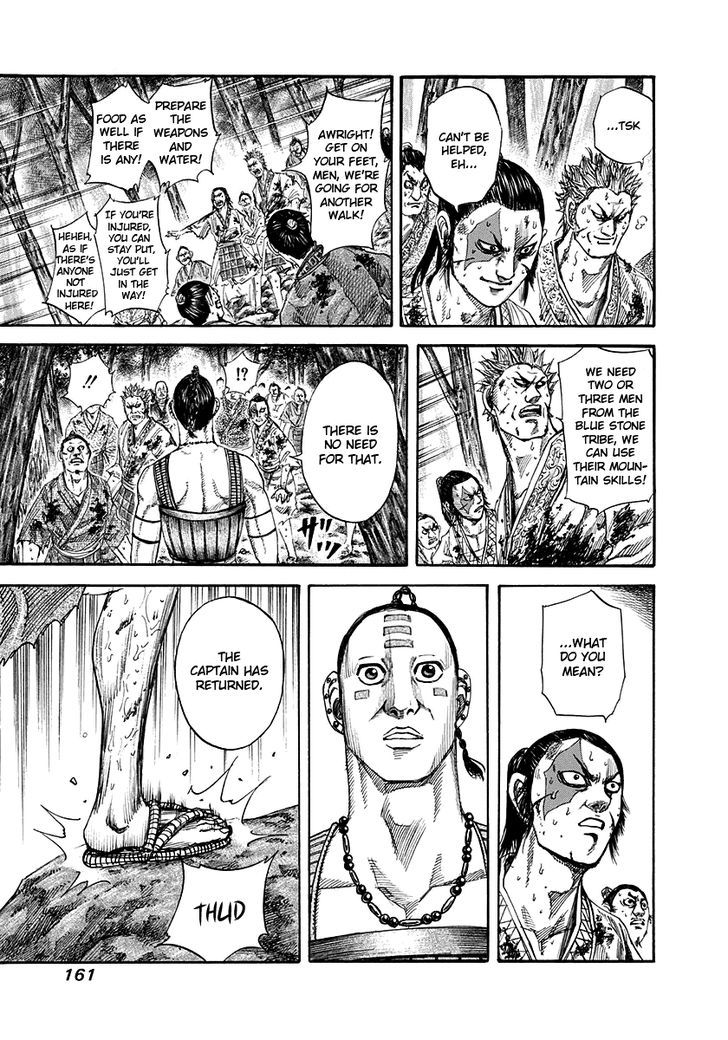 ...TSK
CAN'T BE
HELPED,
EH...
AWRIGHT!
GET ON
YOUR FEET,
MEN, WE'RE
GOING FOR
ANOTHER
WALK!
PREPARE
THE
WEAPONS
AND
WATER!
FOOD AS
WELL IF
THERE
IS ANY!
IF YOU'RE
INJURED,
YOU CAN
STAY PUT,
YOU'LL
JUST GET
IN THE
WAY!
HEHEH,
AS IF
THERE'S
ANYONE
NOT
INJURED
HERE!
WE NEED
TWO OR
THREE MEN
FROM THE
BLUE STONE
TRIBE, WE
CAN USE
THEIR MOUN-
TAIN SKILLS!
THERE IS
NO NEED
FOR THAT.
ザッ
!?
!!
...WHAT
DO YOU
MEAN?
THE
CAPTAIN HAS
RETURNED.
THUD
161